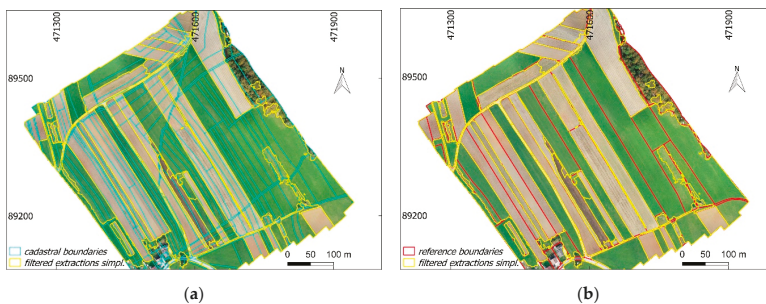 471300
471600
471900
89500
N
89200
cadastral boundaries
filtered extractions simpl.
0 50 100 m
(a)
471300
471600
471900
89500
N
89200
reference boundaries
filtered extractions simpl.
0 50 100 m
(b)